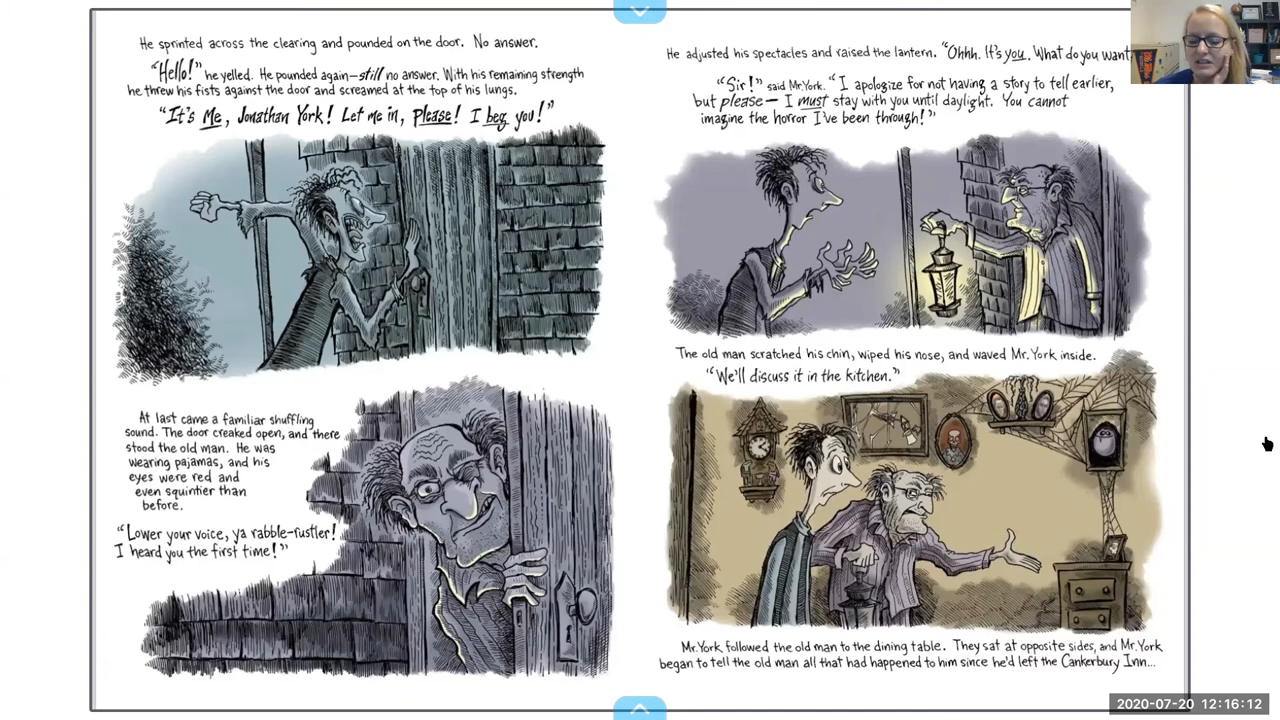 He sprinted across the clearing and pounded on the door. No answer.
"Hello!" he yelled. He pounded again—still no answer. With his remaining strength
he threw his fists against the door and screamed at the top of his lungs.
"It's Me, Jonathan York! Let me in, Please! I beg you!"
At last came a familiar shuffling
sound. The door creaked open, and there
stood the old man. He was
wearing pajamas, and his
eyes were red and
even squintier than
before.
"Lower your voice, ya rabble-rustler!
I heard you the first time!"
He adjusted his spectacles and raised the lantern. "Ohhh. It's you. What do you want
"Sir!" said Mr. York. "I apologize for not having a story to tell earlier,
but please— I must stay with you until daylight. You cannot
imagine the horror I've been through!"
The old man scratched his chin, wiped his nose, and waved Mr. York inside.
"We'll discuss it in the kitchen."
Mr. York followed the old man to the dining table. They sat at opposite sides, and Mr. York
began to tell the old man all that had happened to him since he'd left the Cankerbury Inn...
2020-07-20 12:16:12